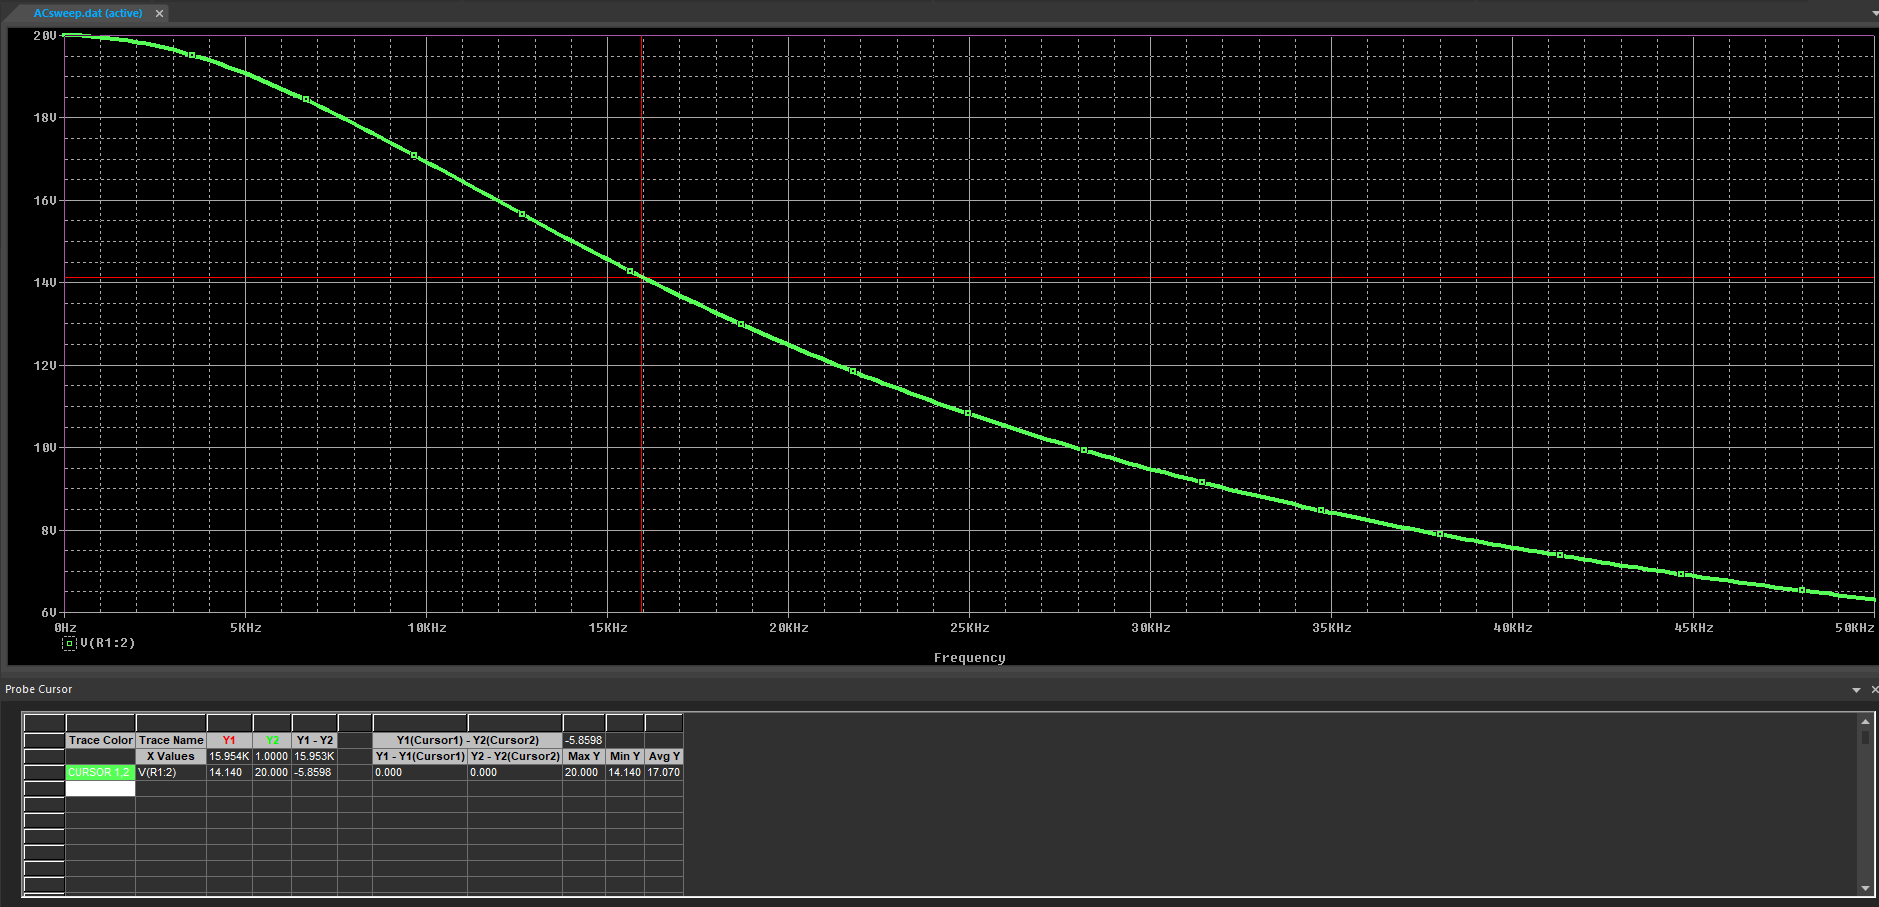 ACsweep.dat (active)
20V
18V
16V
14V
12V
10V
8V
6V
0Hz 5KHz 10KHz 15KHz 20KHz 25KHz 30KHz 35KHz 40KHz 45KHz 50KHz
V(R1:2)
Frequency
Probe Cursor
Trace Color Trace Name Y1 Y2 Y1 - Y2 Y1(Cursor1) - Y2(Cursor2) -5.8598
X Values 15.954K 1.0000 15.953K Y1 - Y1(Cursor1) Y2 - Y2(Cursor2) Max Y Min Y Avg Y
CURSOR 1,2 V(R1:2) 14.140 20.000 -5.8598 0.000 0.000 20.000 14.140 17.070